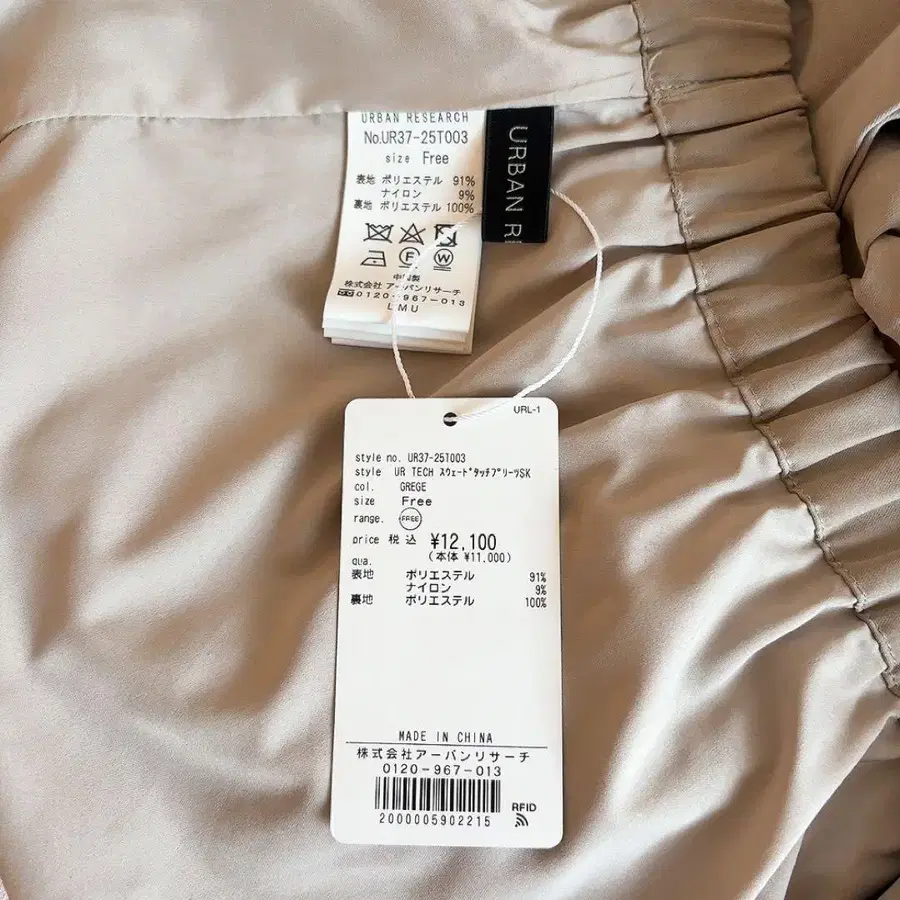 URBAN RESEARCH
No.UR37-25T003
size Free
表地 ポリエステル 91%
ナイロン 9%
裏地 ポリエステル 100%
F W
中国製
株式会社 アーバンリサーチ
0120-967-013
LMU
URBAN RE
URL-1
style no. UR37-25T003
style UR TECH スウェードタッチプリーツSK
col. GREGE
size Free
range. FREE
price 税込 ¥12,100
(本体 ¥11,000)
qua.
表地 ポリエステル 91%
ナイロン 9%
裏地 ポリエステル 100%
MADE IN CHINA
株式会社アーバンリサーチ
0120-967-013
RFID
2000005902215